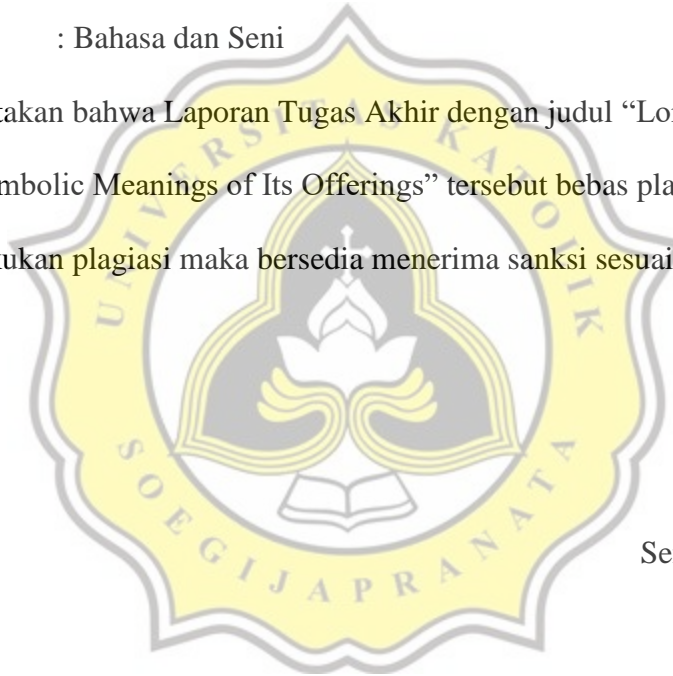 : Bahasa dan Seni
takan bahwa Laporan Tugas Akhir dengan judul “Lo
mbolic Meanings of Its Offerings” tersebut bebas pla
kukan plagiasi maka bersedia menerima sanksi sesuai
UNIVERSITAS KATOLIK
SOEGIJAPRANATA
Se